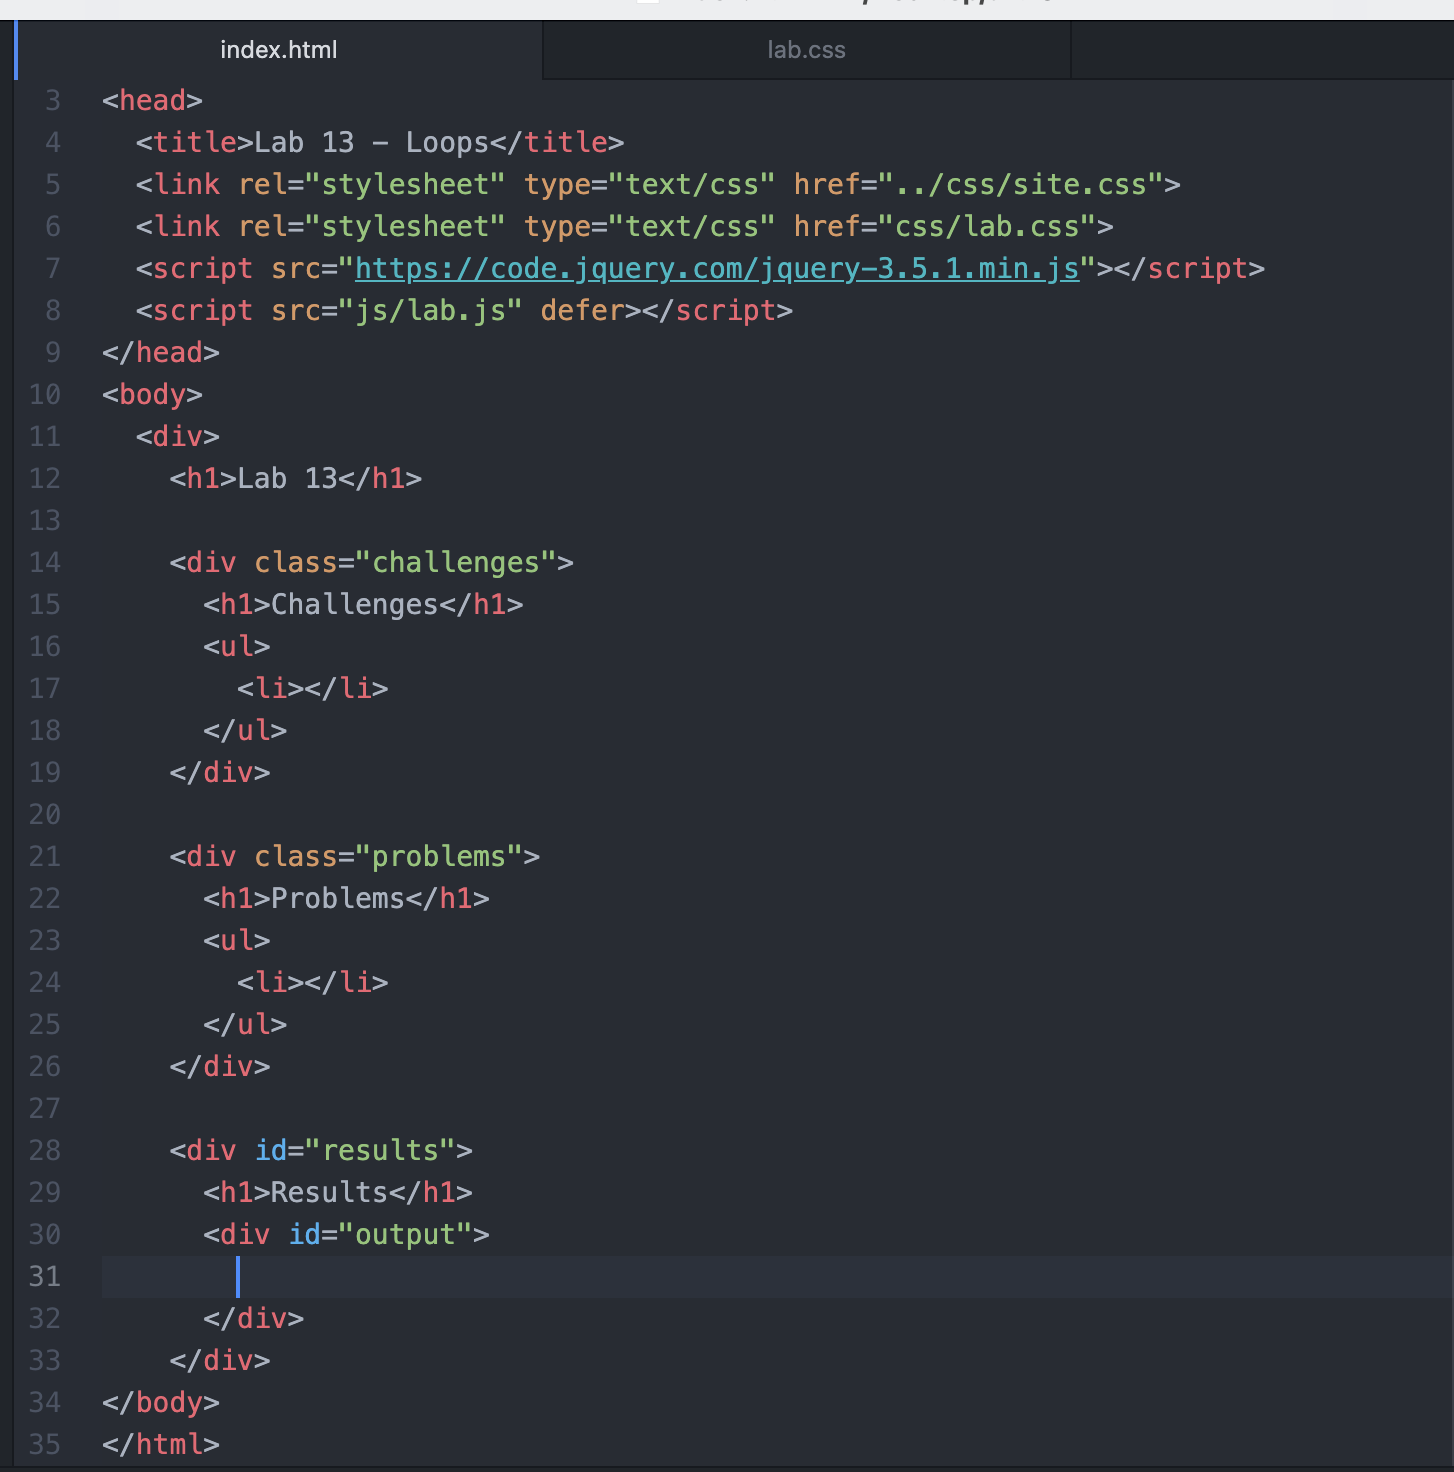 index.html lab.css
3 <head>
4   <title>Lab 13 - Loops</title>
5   <link rel="stylesheet" type="text/css" href="../css/site.css">
6   <link rel="stylesheet" type="text/css" href="css/lab.css">
7   <script src="https://code.jquery.com/jquery-3.5.1.min.js"></script>
8   <script src="js/lab.js" defer></script>
9 </head>
10 <body>
11   <div>
12     <h1>Lab 13</h1>
13
14     <div class="challenges">
15       <h1>Challenges</h1>
16       <ul>
17         <li></li>
18       </ul>
19     </div>
20
21     <div class="problems">
22       <h1>Problems</h1>
23       <ul>
24         <li></li>
25       </ul>
26     </div>
27
28     <div id="results">
29       <h1>Results</h1>
30       <div id="output">
31
32       </div>
33     </div>
34 </body>
35 </html>